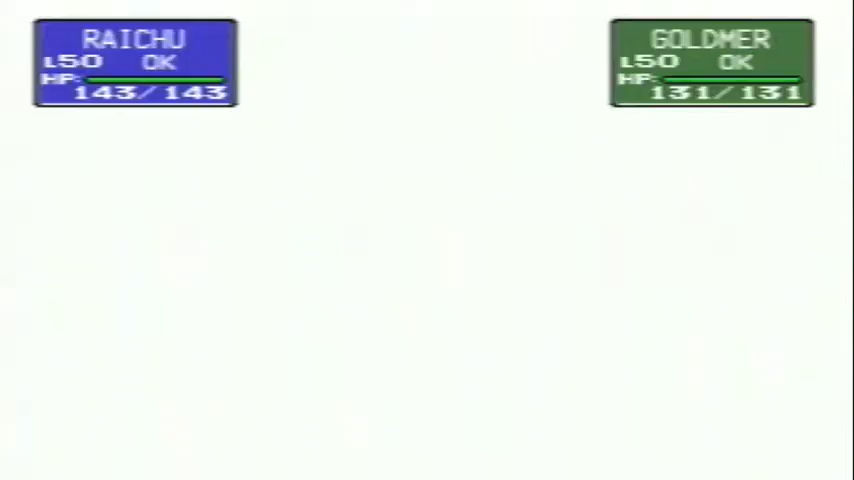 RAICHU
L50 OK
HP:
143/143
GOLDMER
L50 OK
HP:
131/131